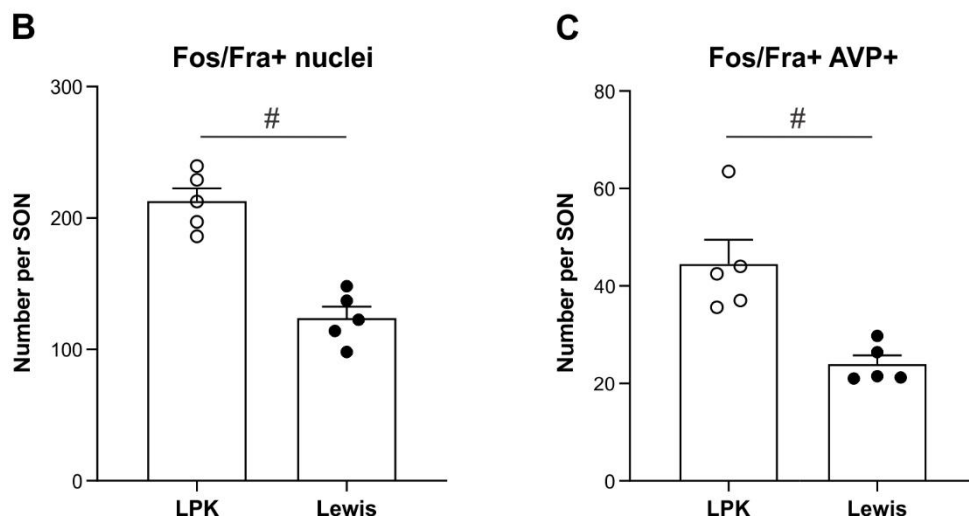 B
Fos/Fra+ nuclei
Number per SON
300
200
100
0
#
LPK
Lewis
C
Fos/Fra+ AVP+
Number per SON
80
60
40
20
0
#
LPK
Lewis